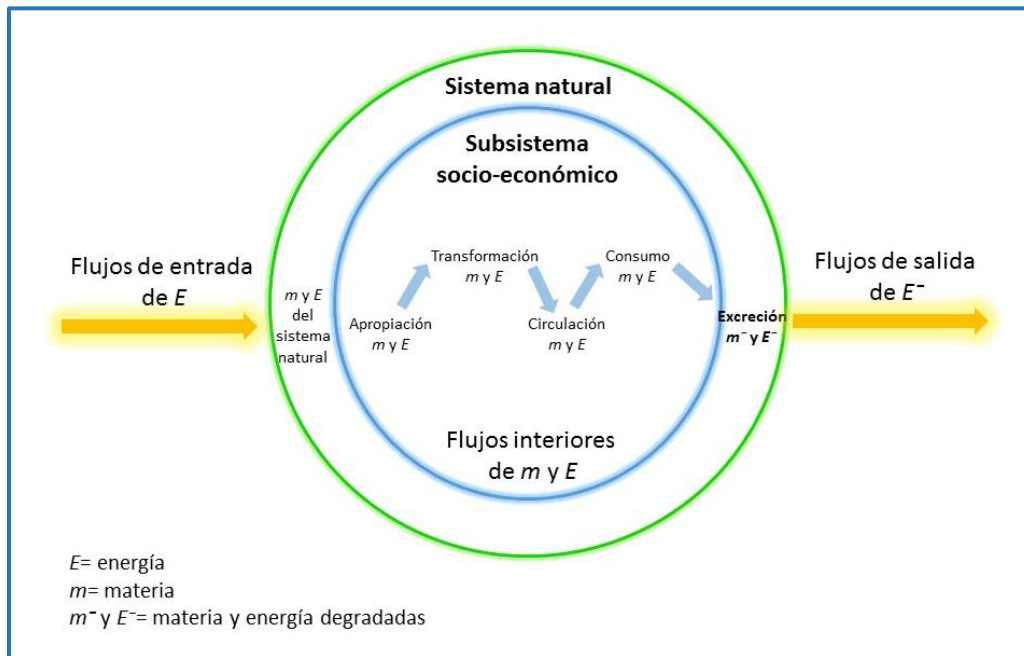 Sistema natural
Subsistema
socio-económico
Flujos de entrada
de E
m y E
del
sistema
natural
Apropiación
m y E
Transformación
m y E
Circulación
m y E
Consumo
m y E
Excreción
m⁻ y E⁻
Flujos de salida
de E⁻
Flujos interiores
de m y E
E= energía
m= materia
m⁻ y E⁻= materia y energía degradadas